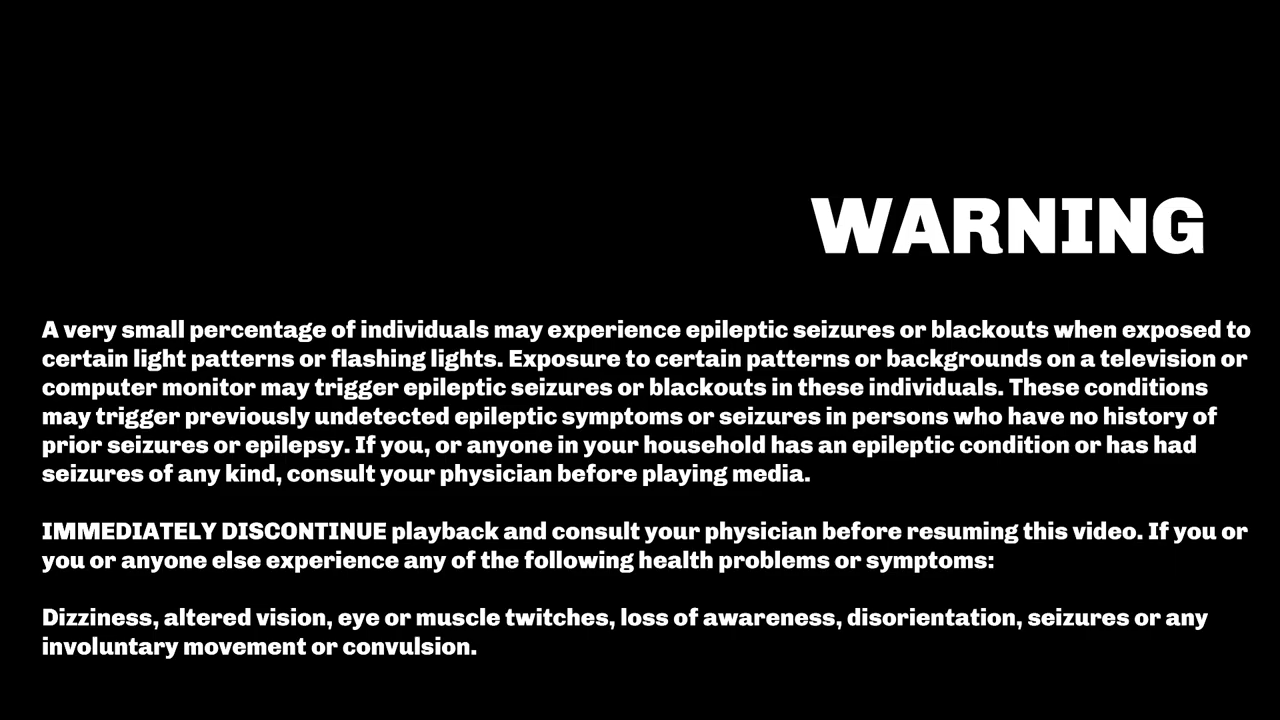 WARNING
A very small percentage of individuals may experience epileptic seizures or blackouts when exposed to
certain light patterns or flashing lights. Exposure to certain patterns or backgrounds on a television or
computer monitor may trigger epileptic seizures or blackouts in these individuals. These conditions
may trigger previously undetected epileptic symptoms or seizures in persons who have no history of
prior seizures or epilepsy. If you, or anyone in your household has an epileptic condition or has had
seizures of any kind, consult your physician before playing media.
IMMEDIATELY DISCONTINUE playback and consult your physician before resuming this video. If you or
you or anyone else experience any of the following health problems or symptoms:
Dizziness, altered vision, eye or muscle twitches, loss of awareness, disorientation, seizures or any
involuntary movement or convulsion.